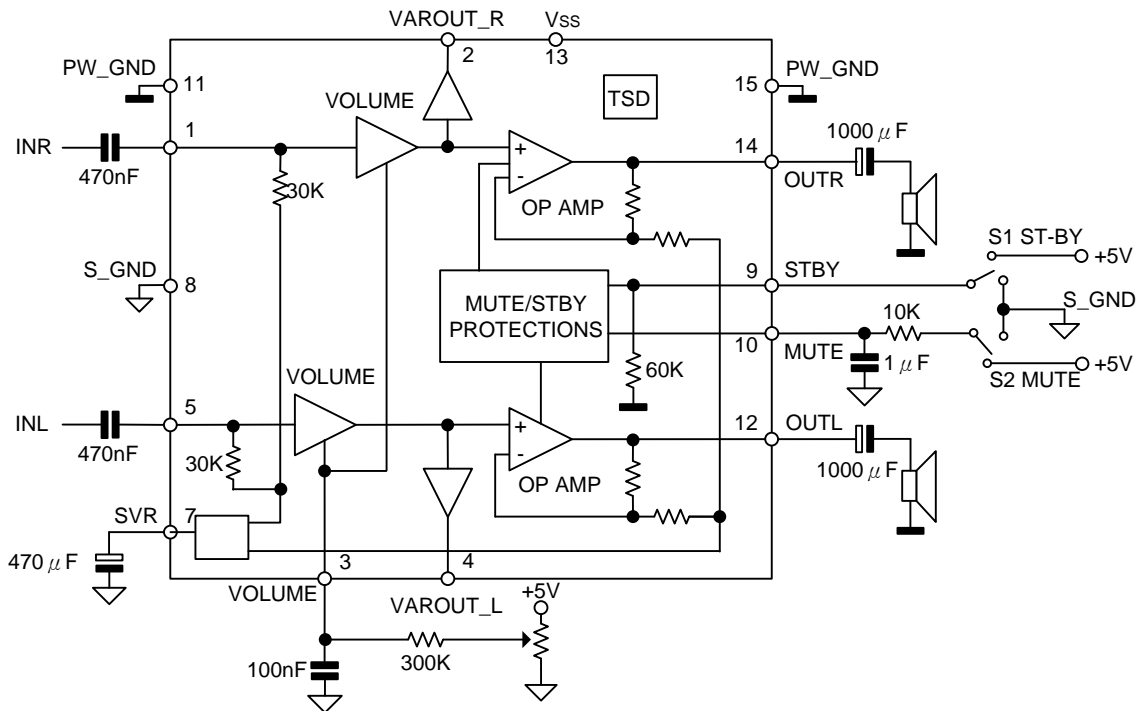 VAROUT_R
VSS
2
13
PW_GND
11
15
PW_GND
TSD
VOLUME
1000 μF
INR
1
14
470nF
30K
OUTR
OP AMP
S_GND
8
9
STBY
S1 ST-BY
+5V
S_GND
MUTE/STBY
PROTECTIONS
10K
10
MUTE
1 μF
60K
S2 MUTE
+5V
VOLUME
INL
5
12
OUTL
470nF
30K
OP AMP
1000 μF
SVR
7
470 μF
3
4
VOLUME
VAROUT_L
+5V
100nF
300K
+
-
+
-